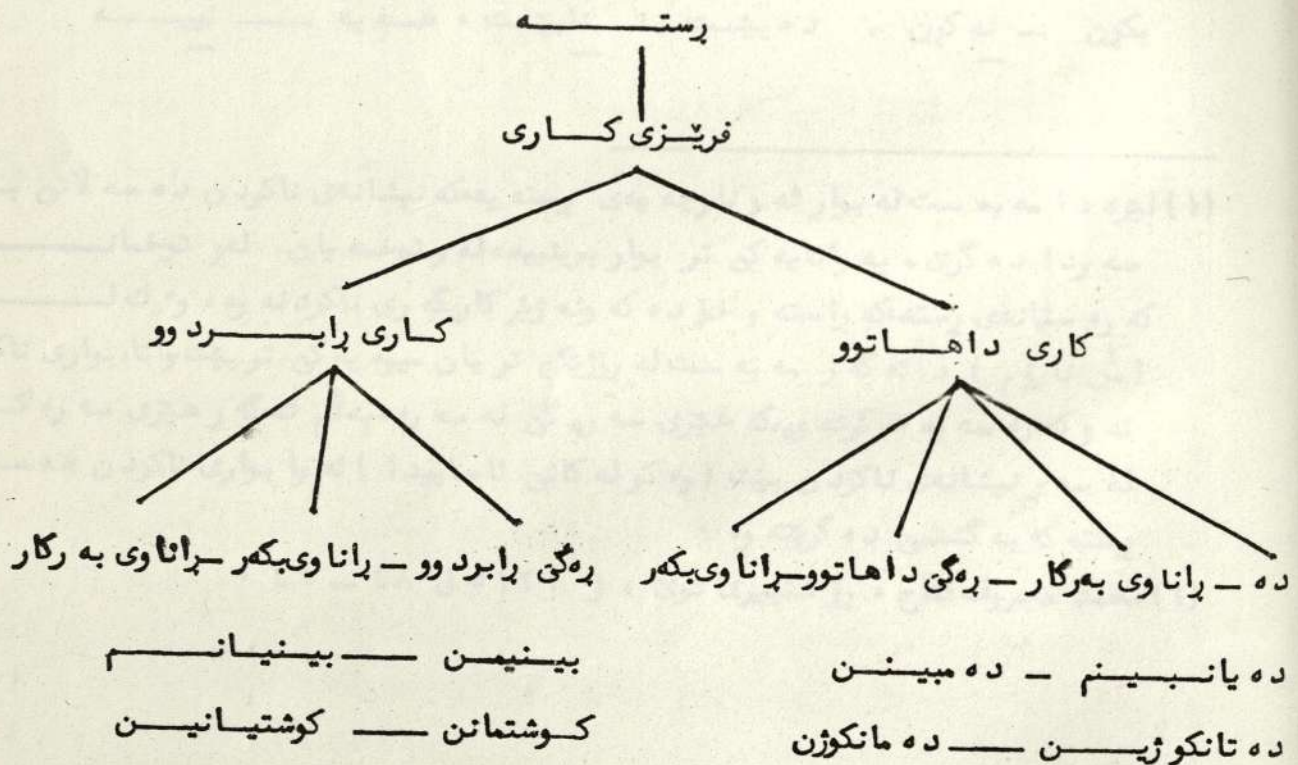 ڕستە
فرێزی کاری
کاری داهاتوو
کاری ڕابردوو
دە – ڕاناوی بەرکار – ڕەگی داهاتوو–ڕاناوی بکەر
ڕەگی ڕابردوو – ڕاناوی بکەر –ڕاناوی بەرکار
دەیانبینم – دەمبینن
بینیمن — بینیانم
دەتانکوژین — دەمانکوژن
کوشتمانن — کوشتیانین